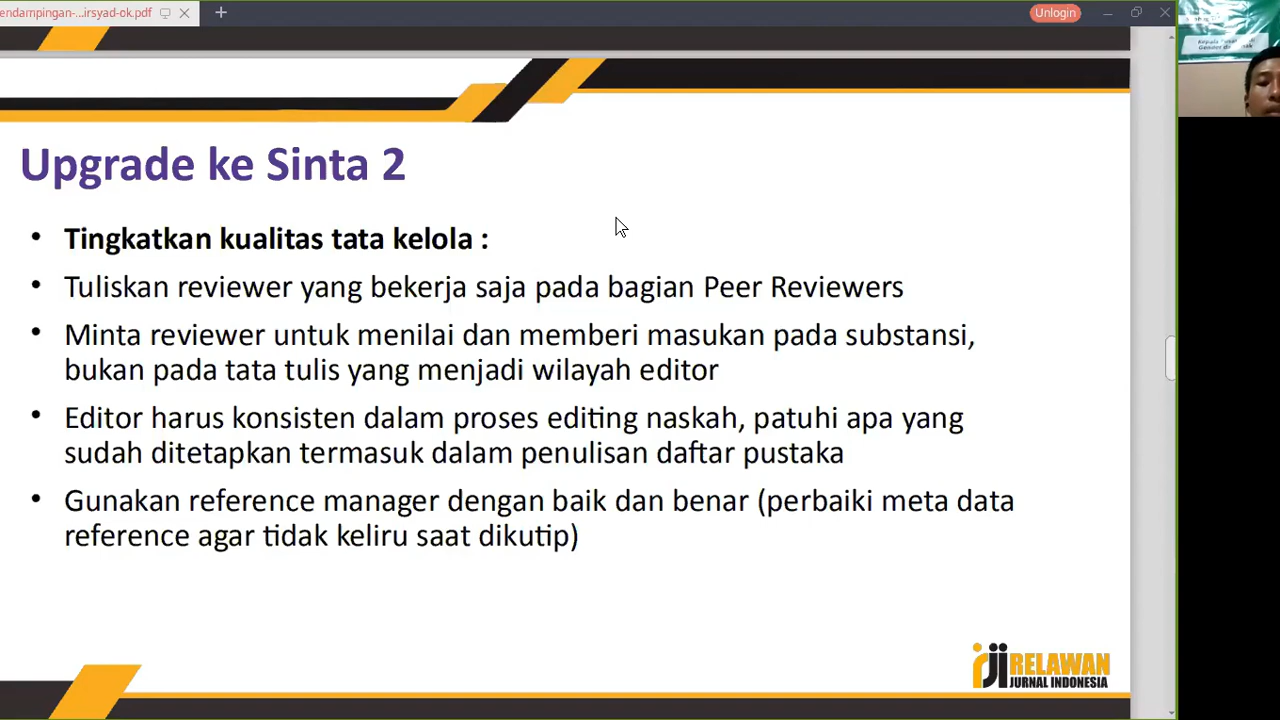 endampingan-...irsyad-ok.pdf
Unlogin
Upgrade ke Sinta 2
• Tingkatkan kualitas tata kelola :
• Tuliskan reviewer yang bekerja saja pada bagian Peer Reviewers
• Minta reviewer untuk menilai dan memberi masukan pada substansi,
bukan pada tata tulis yang menjadi wilayah editor
• Editor harus konsisten dalam proses editing naskah, patuhi apa yang
sudah ditetapkan termasuk dalam penulisan daftar pustaka
• Gunakan reference manager dengan baik dan benar (perbaiki meta data
reference agar tidak keliru saat dikutip)
rji RELAWAN
JURNAL INDONESIA